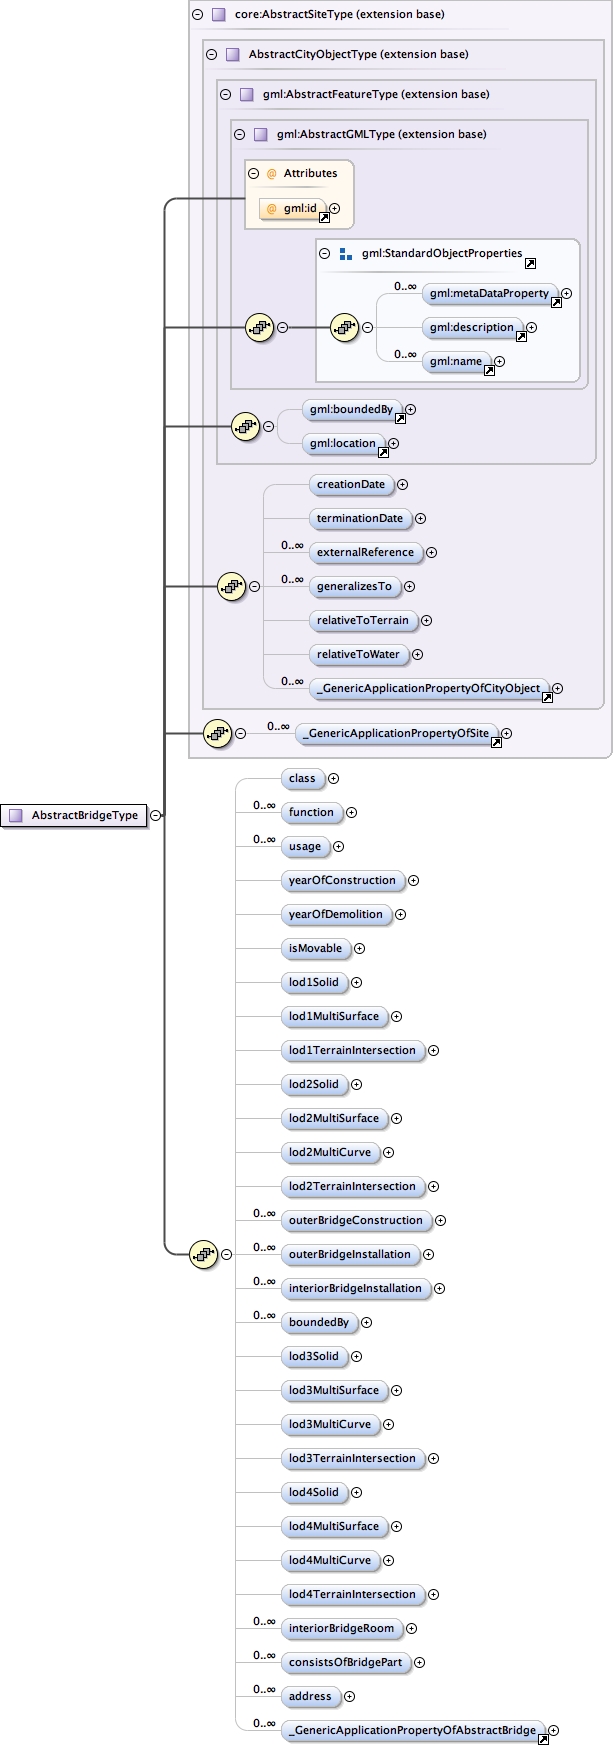 core:AbstractSiteType (extension base)
AbstractCityObjectType (extension base)
gml:AbstractFeatureType (extension base)
gml:AbstractGMLType (extension base)
@ Attributes
@ gml:id
gml:StandardObjectProperties
0..∞ gml:metaDataProperty
gml:description
0..∞ gml:name
gml:boundedBy
gml:location
creationDate
terminationDate
0..∞ externalReference
0..∞ generalizesTo
relativeToTerrain
relativeToWater
0..∞ _GenericApplicationPropertyOfCityObject
0..∞ _GenericApplicationPropertyOfSite
AbstractBridgeType
class
0..∞ function
0..∞ usage
yearOfConstruction
yearOfDemolition
isMovable
lod1Solid
lod1MultiSurface
lod1TerrainIntersection
lod2Solid
lod2MultiSurface
lod2MultiCurve
lod2TerrainIntersection
0..∞ outerBridgeConstruction
0..∞ outerBridgeInstallation
0..∞ interiorBridgeInstallation
0..∞ boundedBy
lod3Solid
lod3MultiSurface
lod3MultiCurve
lod3TerrainIntersection
lod4Solid
lod4MultiSurface
lod4MultiCurve
lod4TerrainIntersection
0..∞ interiorBridgeRoom
0..∞ consistsOfBridgePart
0..∞ address
0..∞ _GenericApplicationPropertyOfAbstractBridge